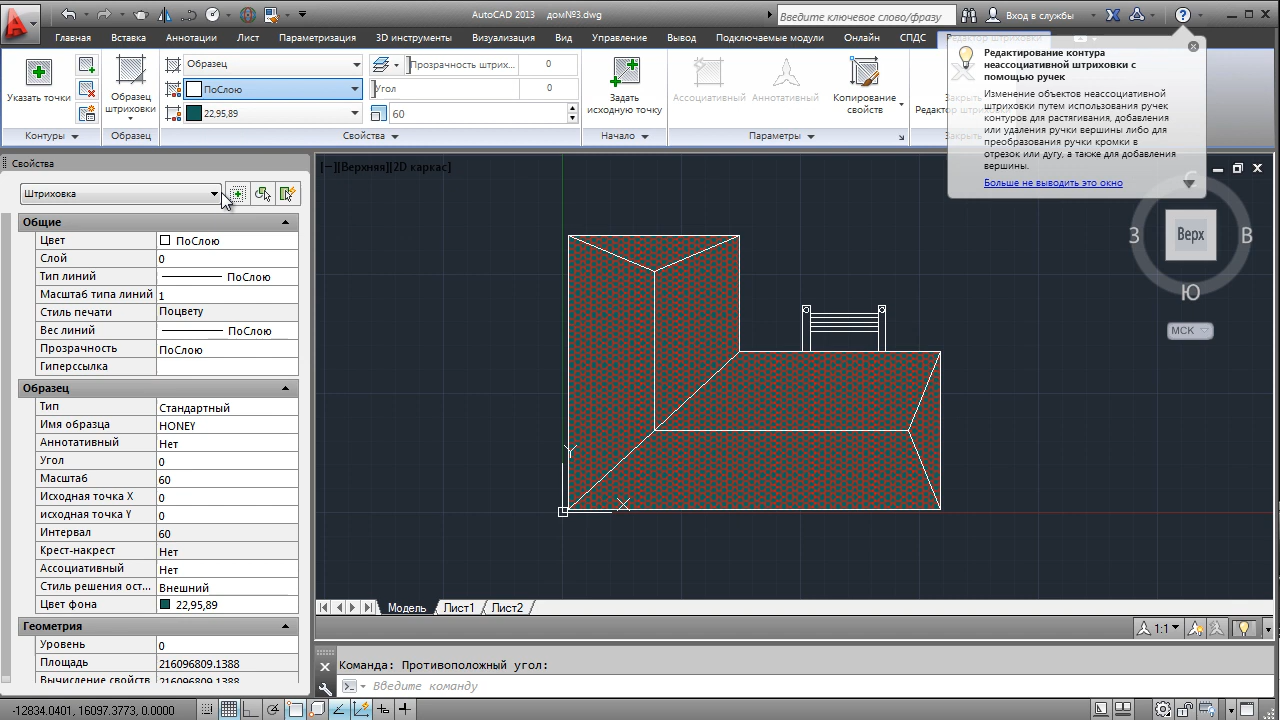 AutoCAD 2013   домN93.dwg
Введите ключевое слово/фразу
Вход в службы
Главная
Вставка
Аннотации
Лист
Параметризация
3D инструменты
Визуализация
Вид
Управление
Вывод
Подключаемые модули
Онлайн
СПДС
Редактор штриховки
Указать точки
Контуры
Образец штриховки
Образец
Образец
ПоСлою
22,95,89
Прозрачность штрих... 0
Угол 0
60
Свойства
Задать исходную точку
Начало
Ассоциативный
Аннотативный
Копирование свойств
Параметры
Редактирование контура
неассоциативной штриховки с
помощью ручек
Изменение объектов неассоциативной
штриховки путем использования ручек
контуров для растягивания, добавления
или удаления ручки вершины либо для
преобразования ручки кромки в
отрезок или дугу, а также для добавления
вершины.
Больше не выводить это окно
Свойства
Штриховка
Общие
Цвет ПоСлою
Слой 0
Тип линий ПоСлою
Масштаб типа линий 1
Стиль печати Поцвету
Вес линий ПоСлою
Прозрачность ПоСлою
Гиперссылка
Образец
Тип Стандартный
Имя образца HONEY
Аннотативный Нет
Угол 0
Масштаб 60
Исходная точка X 0
исходная точка Y 0
Интервал 60
Крест-накрест Нет
Ассоциативный Нет
Стиль решения ост... Внешний
Цвет фона 22,95,89
Геометрия
Уровень 0
Площадь 216096809.1388
Вычисление свойств 216096809.1388
[−][Верхняя][2D каркас]
С
З
Верх
В
Ю
МСК
Y
X
Модель
Лист1
Лист2
1:1
Команда: Противоположный угол:
Введите команду
-12834.0401, 16097.3773, 0.0000